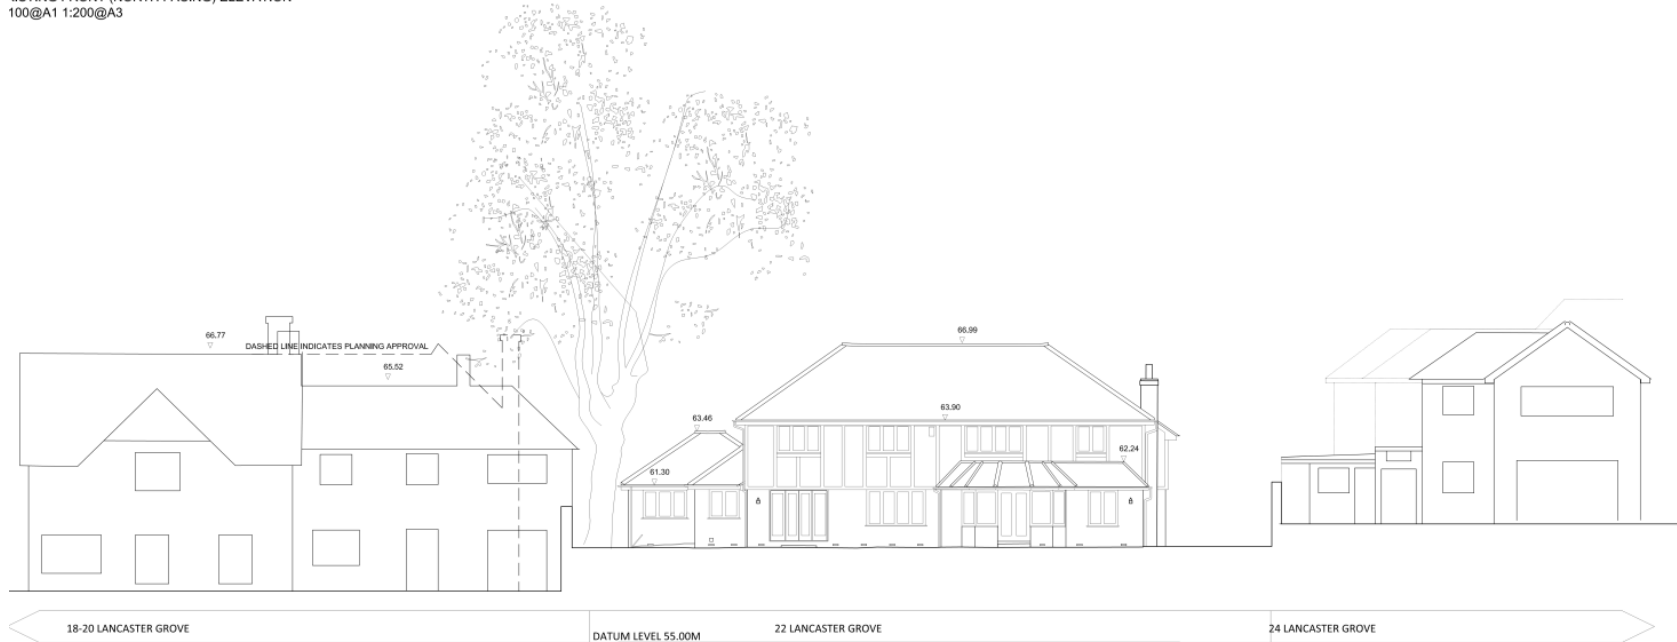 100@A1 1:200@A3
66.77
DASHED LINE INDICATES PLANNING APPROVAL
65.52
66.99
63.46
63.90
61.30
62.24
18-20 LANCASTER GROVE
DATUM LEVEL 55.00M
22 LANCASTER GROVE
24 LANCASTER GROVE